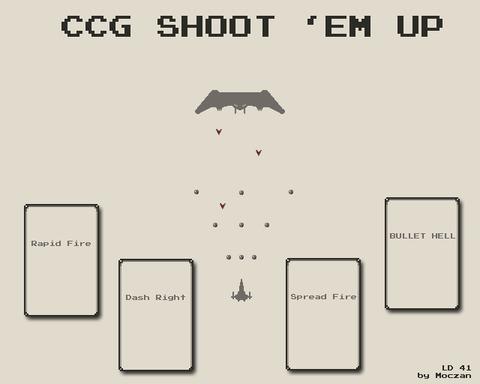 CCG SHOOT 'EM UP
Rapid Fire
Dash Right
Spread Fire
BULLET HELL
LD 41
by Moczan